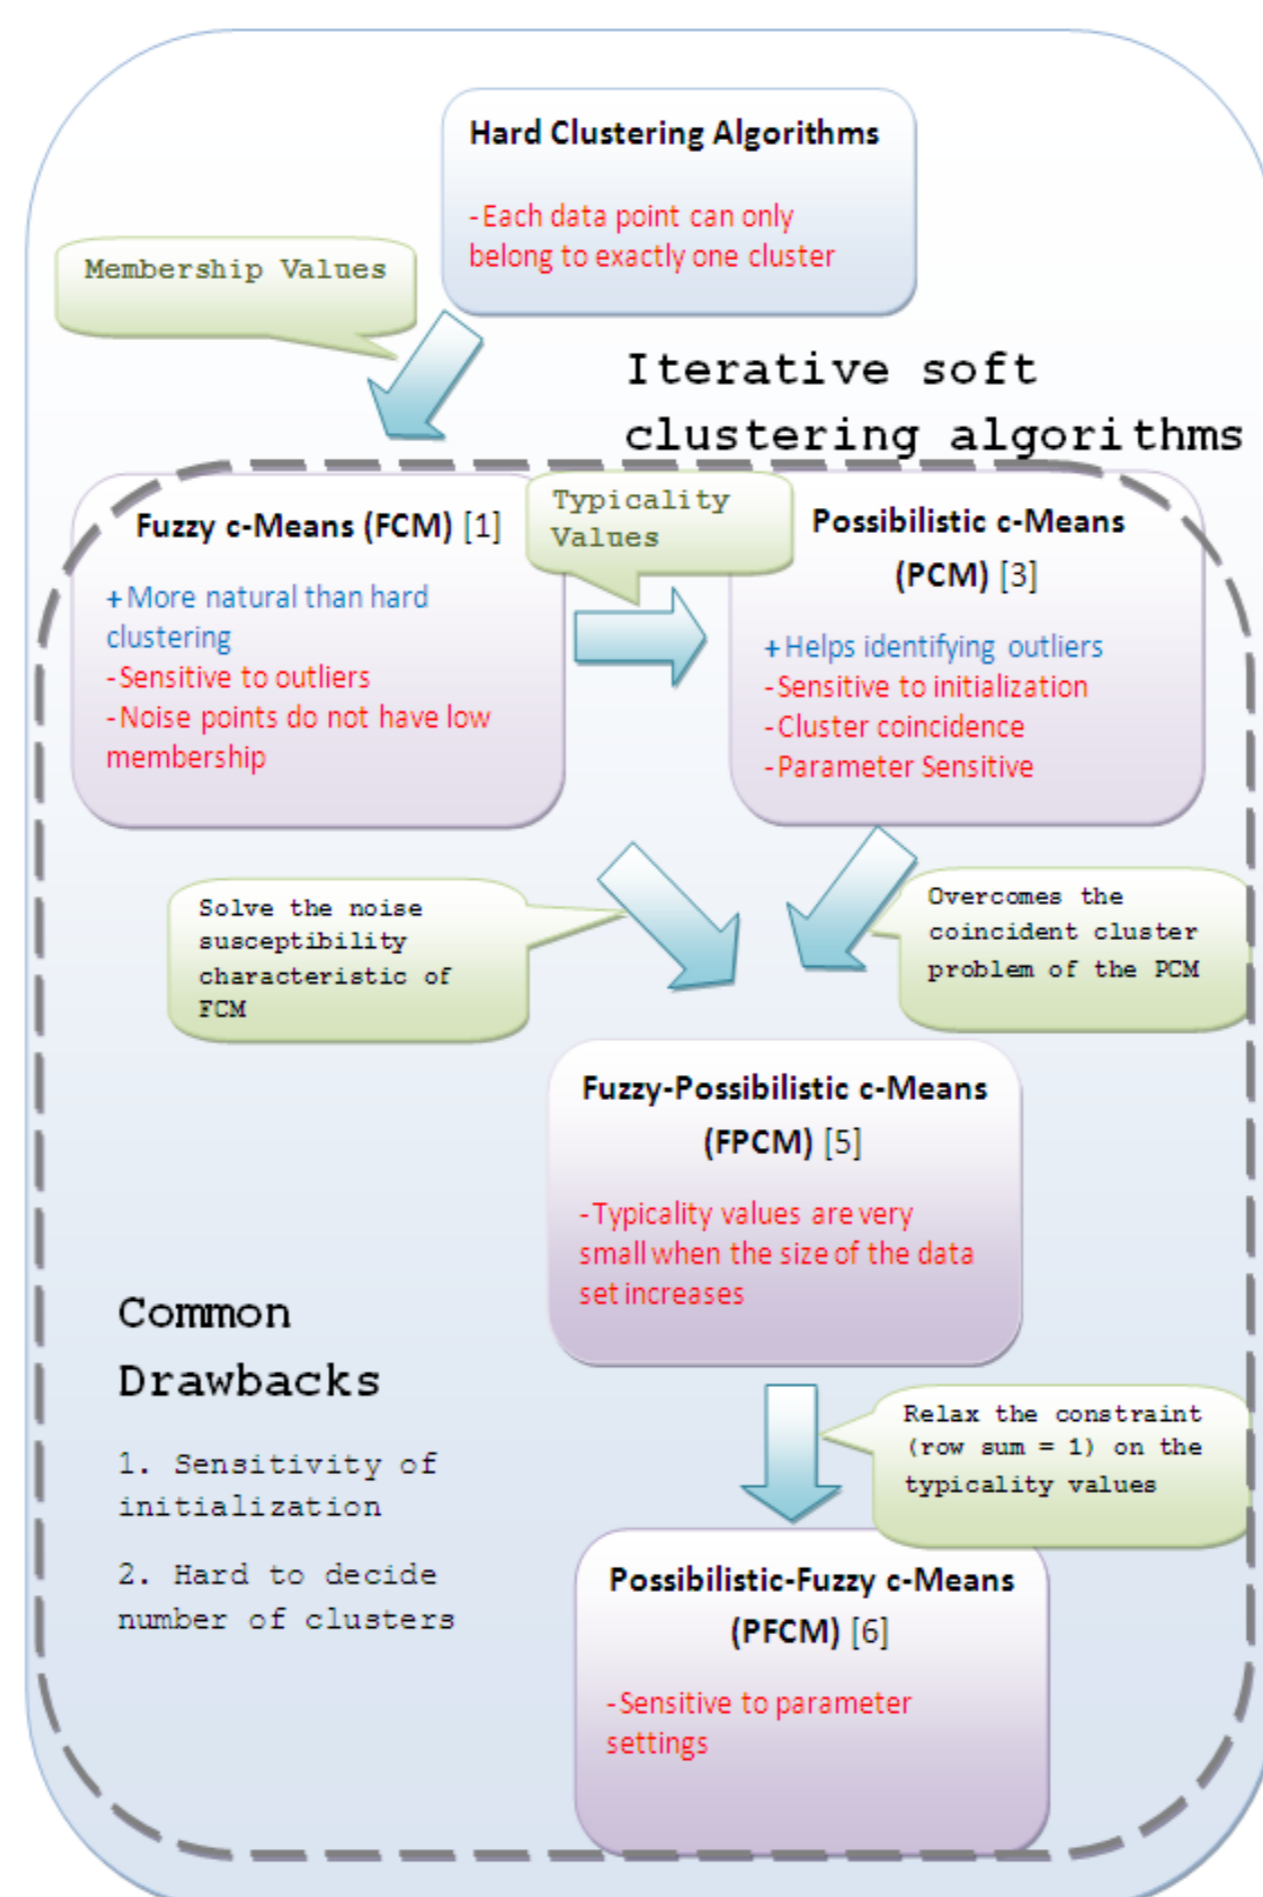 Hard Clustering Algorithms
-Each data point can only
belong to exactly one cluster
Membership Values
Iterative soft
clustering algorithms
Fuzzy c-Means (FCM) [1]
+More natural than hard
clustering
-Sensitive to outliers
-Noise points do not have low
membership
Typicality
Values
Possibilistic c-Means
(PCM) [3]
+Helps identifying outliers
-Sensitive to initialization
-Cluster coincidence
-Parameter Sensitive
Solve the noise
susceptibility
characteristic of
FCM
Overcomes the
coincident cluster
problem of the PCM
Fuzzy-Possibilistic c-Means
(FPCM) [5]
-Typicality values are very
small when the size of the data
set increases
Common
Drawbacks
1. Sensitivity of
initialization
2. Hard to decide
number of clusters
Relax the constraint
(row sum = 1) on the
typicality values
Possibilistic-Fuzzy c-Means
(PFCM) [6]
-Sensitive to parameter
settings